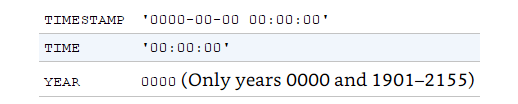 TIMESTAMP '0000-00-00 00:00:00'
TIME '00:00:00'
YEAR 0000 (Only years 0000 and 1901–2155)